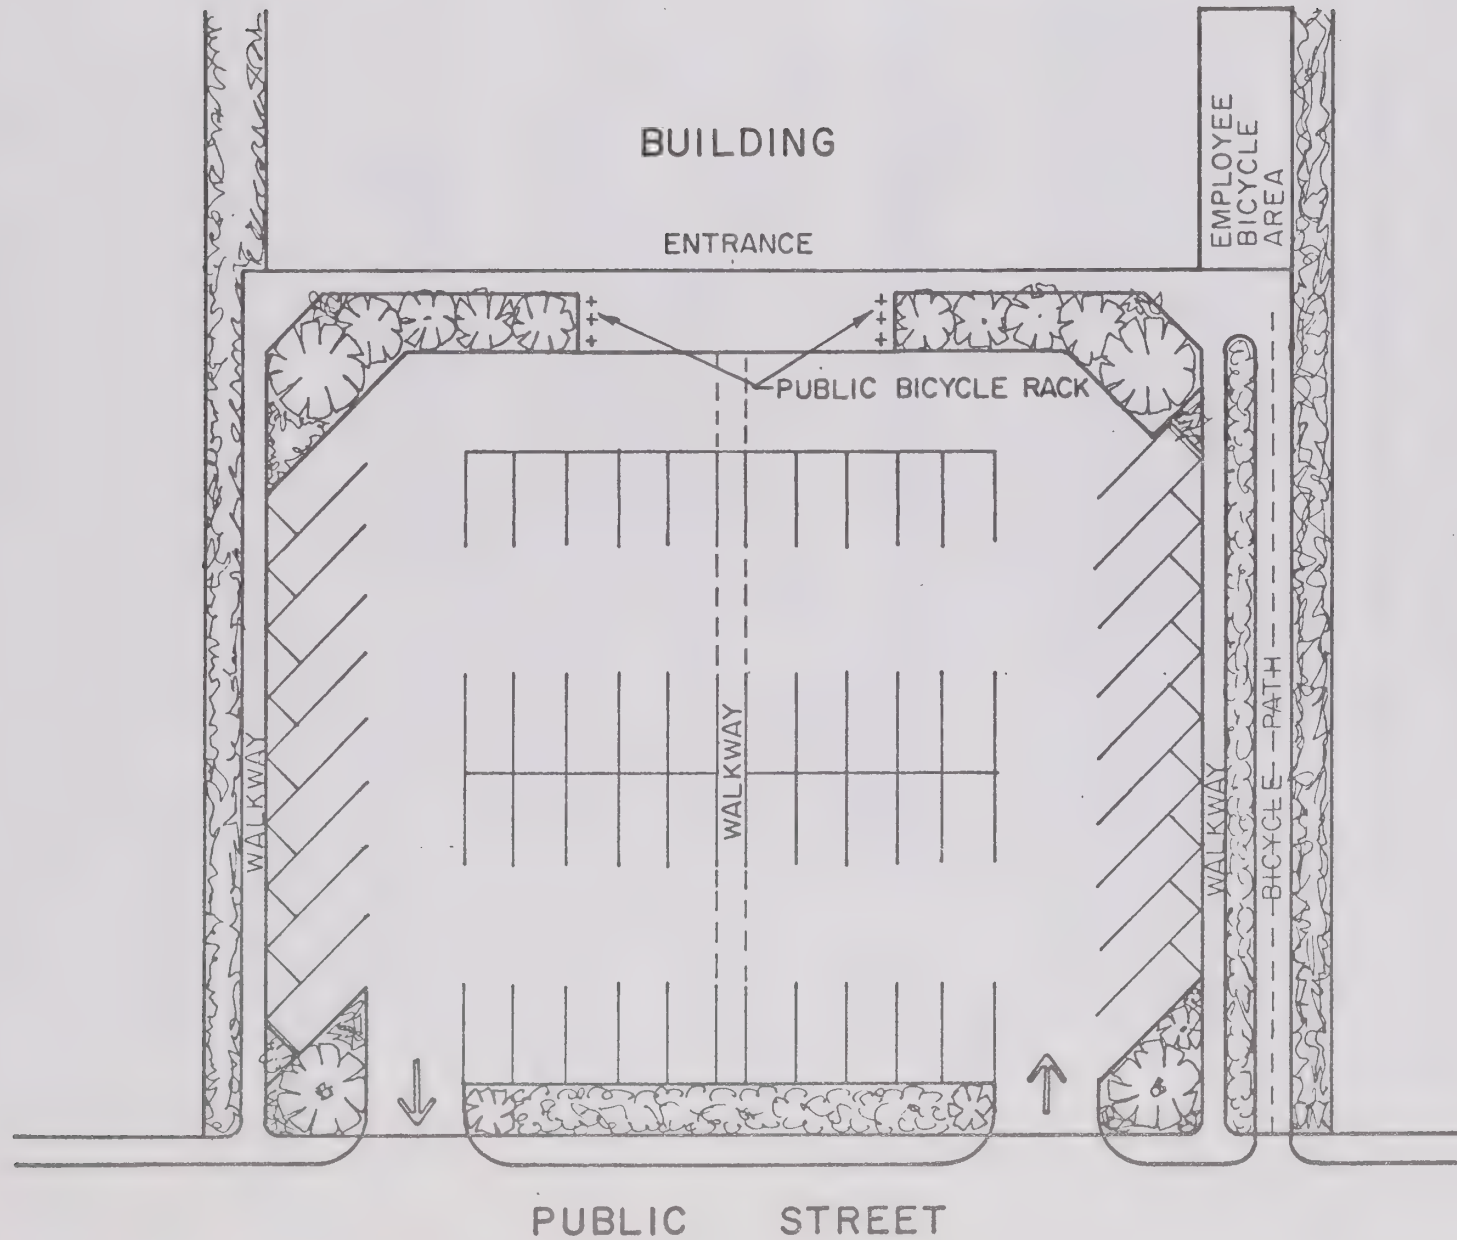 BUILDING
EMPLOYEE
BICYCLE
AREA
ENTRANCE
PUBLIC BICYCLE RACK
WALKWAY
WALKWAY
WALKWAY
BICYCLE PATH
PUBLIC STREET